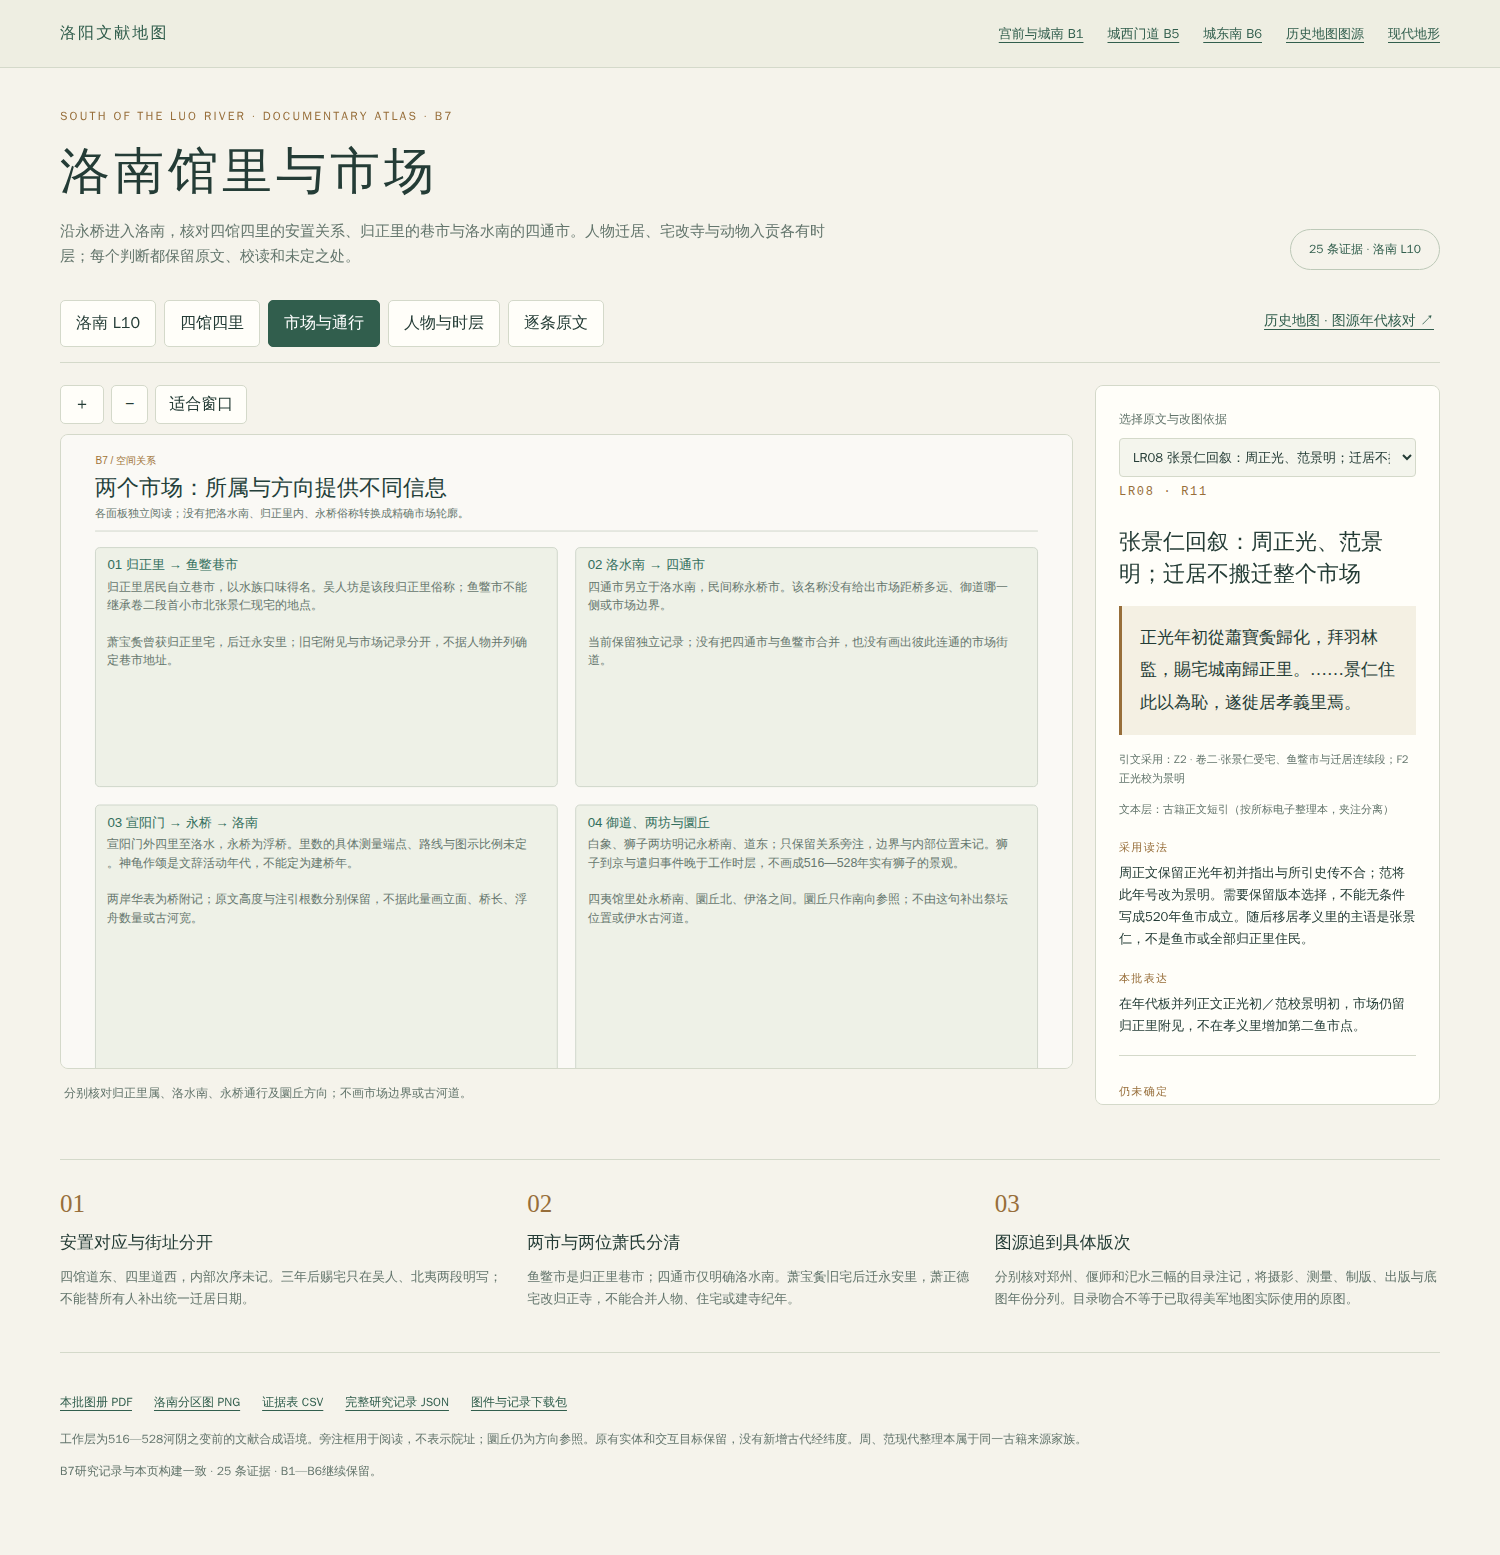 洛阳文献地图
宫前与城南 B1
城西门道 B5
城东南 B6
历史地图图源
现代地形
SOUTH OF THE LUO RIVER · DOCUMENTARY ATLAS · B7
洛南馆里与市场
沿永桥进入洛南，核对四馆四里的安置关系、归正里的巷市与洛水南的四通市。人物迁居、宅改寺与动物入贡各有时
层；每个判断都保留原文、校读和未定之处。
25 条证据 · 洛南 L10
洛南 L10
四馆四里
市场与通行
人物与时层
逐条原文
历史地图 · 图源年代核对 ↗
+
−
适合窗口
B7 / 空间关系
两个市场：所属与方向提供不同信息
各面板独立阅读；没有把洛水南、归正里内、永桥俗称转换成精确市场轮廓。
01 归正里 → 鱼鳖巷市
归正里居民自立巷市，以水族口味得名。吴人坊是该段归正里俗称；鱼鳖市不能
继承卷二段首小市北张景仁现宅的地点。
萧宝夤曾获归正里宅，后迁永安里；旧宅附见与市场记录分开，不据人物并列确
定巷市地址。
02 洛水南 → 四通市
四通市另立于洛水南，民间称永桥市。该名称没有给出市场距桥多远、御道哪一
侧或市场边界。
当前保留独立记录；没有把四通市与鱼鳖市合并，也没有画出彼此连通的市场街
道。
03 宣阳门 → 永桥 → 洛南
宣阳门外四里至洛水，永桥为浮桥。里数的具体测量端点、路线与图示比例未定
。神龟作颂是文辞活动年代，不能定为建桥年。
两岸华表为桥附记；原文高度与注引根数分别保留，不据此量画立面、桥长、浮
舟数量或古河宽。
04 御道、两坊与圜丘
白象、狮子两坊明记永桥南、道东；只保留关系旁注，边界与内部位置未记。狮
子到京与遣归事件晚于工作时层，不画成516—528年实有狮子的景观。
四夷馆里处永桥南、圜丘北、伊洛之间。圜丘只作南向参照；不由这句补出祭坛
位置或伊水古河道。
分别核对归正里属、洛水南、永桥通行及圜丘方向；不画市场边界或古河道。
选择原文与改图依据
LR08 张景仁回叙：周正光、范景明；迁居不
LR08 · R11
张景仁回叙：周正光、范景
明；迁居不搬迁整个市场
正光年初從蕭寶夤歸化，拜羽林
監，賜宅城南歸正里。……景仁住
此以為恥，遂徙居孝義里焉。
引文采用：Z2 · 卷二·张景仁受宅、鱼鳖市与迁居连续段；F2
正光校为景明
文本层：古籍正文短引（按所标电子整理本，夹注分离）
采用读法
周正文保留正光年初并指出与所引史传不合；范将
此年号改为景明。需要保留版本选择，不能无条件
写成520年鱼市成立。随后移居孝义里的主语是张景
仁，不是鱼市或全部归正里住民。
本批表达
在年代板并列正文正光初／范校景明初，市场仍留
归正里附见，不在孝义里增加第二鱼市点。
仍未确定
01
安置对应与街址分开
四馆道东、四里道西，内部次序未记。三年后赐宅只在吴人、北夷两段明写；
不能替所有人补出统一迁居日期。
02
两市与两位萧氏分清
鱼鳖市是归正里巷市；四通市仅明确洛水南。萧宝夤旧宅后迁永安里，萧正德
宅改归正寺，不能合并人物、住宅或建寺纪年。
03
图源追到具体版次
分别核对郑州、偃师和汜水三幅的目录注记，将摄影、测量、制版、出版与底
图年份分列。目录吻合不等于已取得美军地图实际使用的原图。
本批图册 PDF
洛南分区图 PNG
证据表 CSV
完整研究记录 JSON
图件与记录下载包
工作层为516—528河阴之变前的文献合成语境。旁注框用于阅读，不表示院址；圜丘仍为方向参照。原有实体和交互目标保留，没有新增古代经纬度。周、范现代整理本属于同一古籍来源家族。
B7研究记录与本页构建一致 · 25 条证据 · B1—B6继续保留。